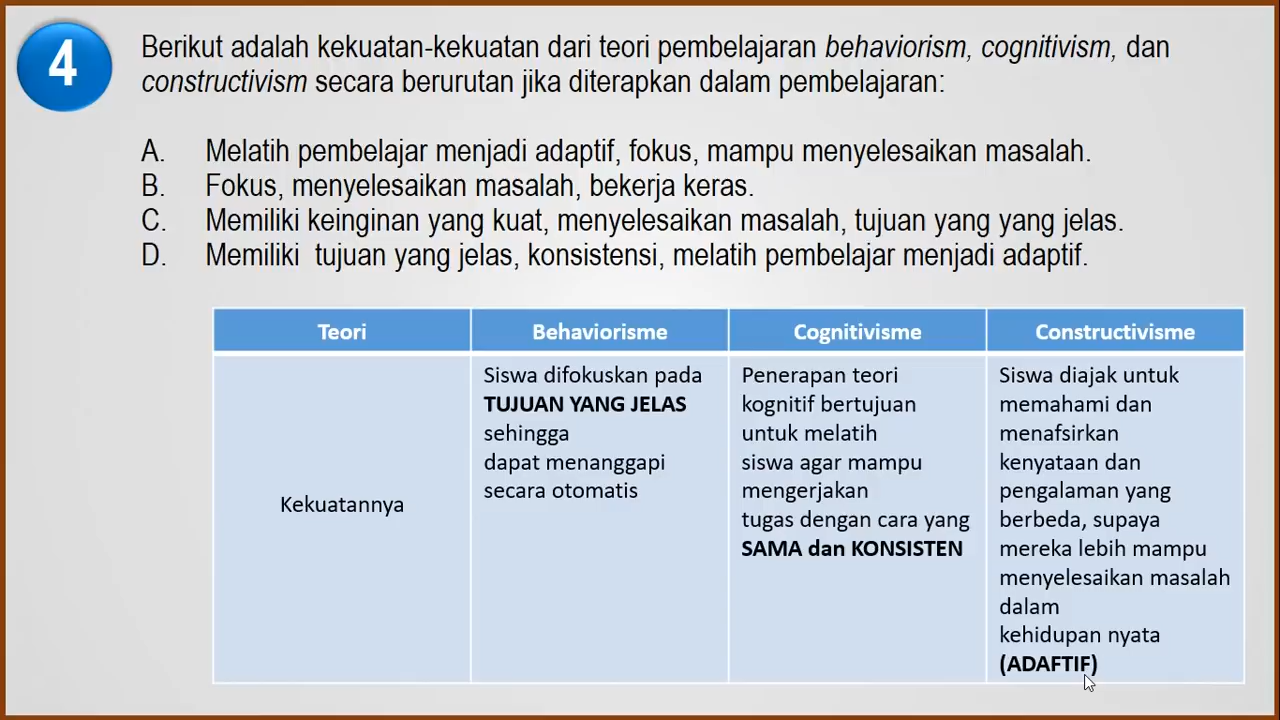 4
Berikut adalah kekuatan-kekuatan dari teori pembelajaran behaviorism, cognitivism, dan
constructivism secara berurutan jika diterapkan dalam pembelajaran:
A. Melatih pembelajar menjadi adaptif, fokus, mampu menyelesaikan masalah.
B. Fokus, menyelesaikan masalah, bekerja keras.
C. Memiliki keinginan yang kuat, menyelesaikan masalah, tujuan yang yang jelas.
D. Memiliki tujuan yang jelas, konsistensi, melatih pembelajar menjadi adaptif.
Teori
Behaviorisme
Cognitivisme
Constructivisme
Kekuatannya
Siswa difokuskan pada
TUJUAN YANG JELAS
sehingga
dapat menanggapi
secara otomatis
Penerapan teori
kognitif bertujuan
untuk melatih
siswa agar mampu
mengerjakan
tugas dengan cara yang
SAMA dan KONSISTEN
Siswa diajak untuk
memahami dan
menafsirkan
kenyataan dan
pengalaman yang
berbeda, supaya
mereka lebih mampu
menyelesaikan masalah
dalam
kehidupan nyata
(ADAFTIF)